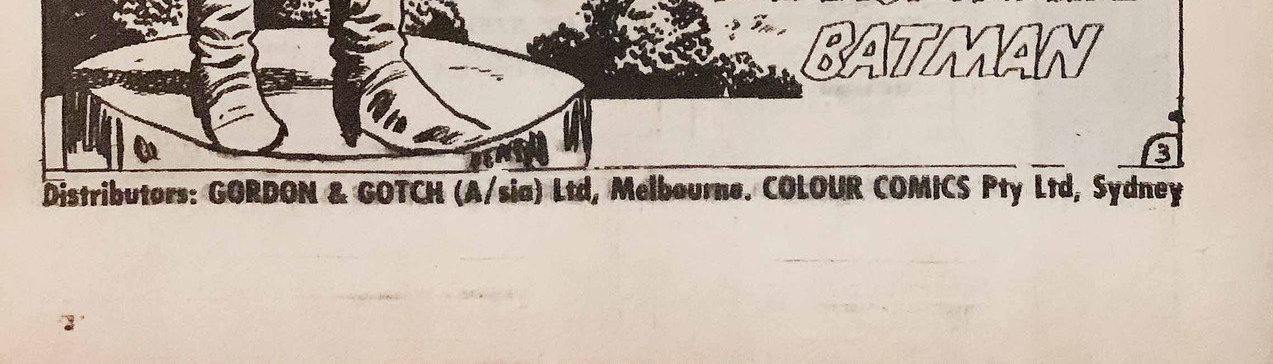 BATMAN
3
Distributors: GORDON & GOTCH (A/sia) Ltd, Melbourne. COLOUR COMICS Pty Ltd, Sydney